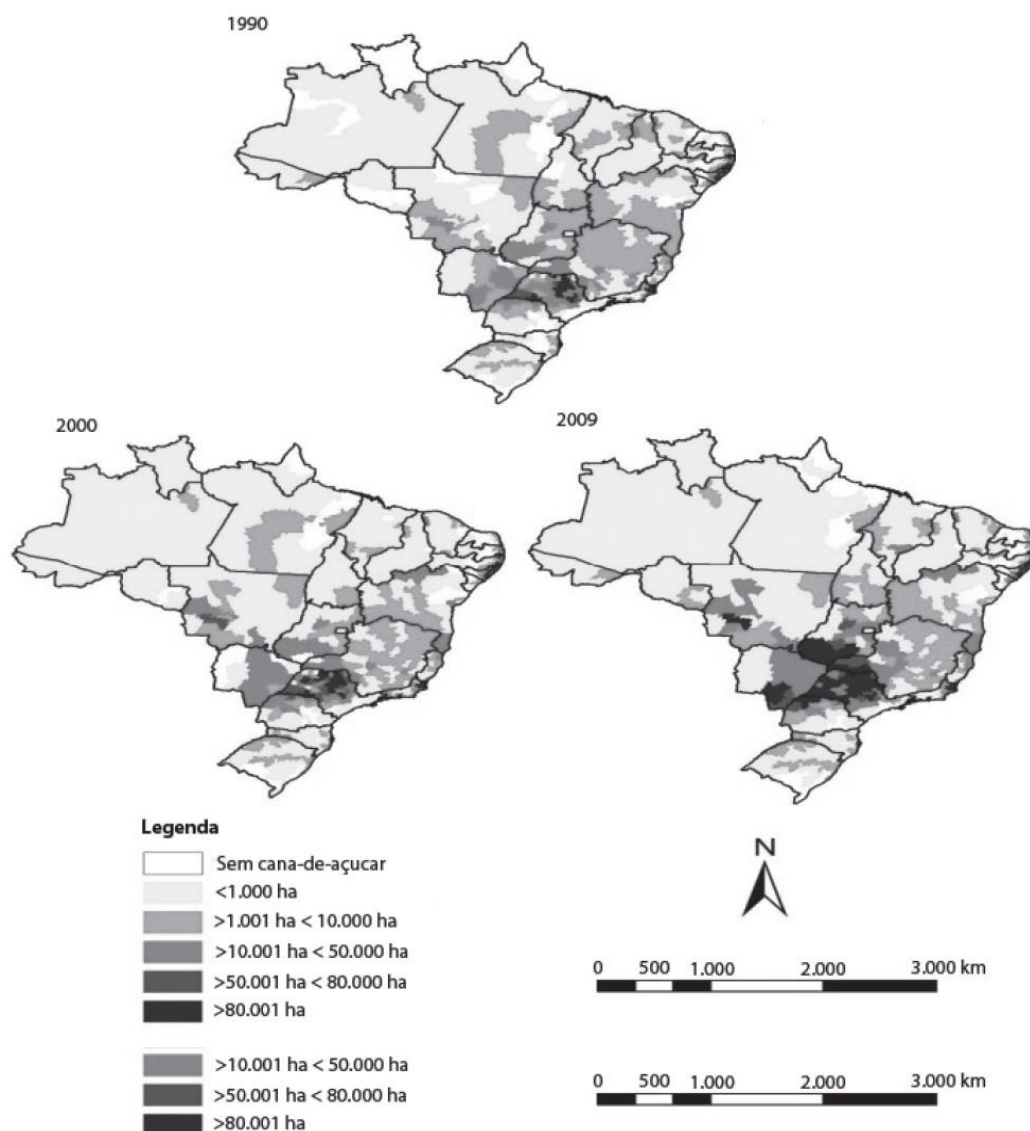 1990
2000
2009
Legenda
Sem cana-de-açucar
<1.000 ha
>1.001 ha < 10.000 ha
>10.001 ha < 50.000 ha
>50.001 ha < 80.000 ha
>80.001 ha
N
0 500 1.000 2.000 3.000 km
>10.001 ha < 50.000 ha
>50.001 ha < 80.000 ha
>80.001 ha
0 500 1.000 2.000 3.000 km